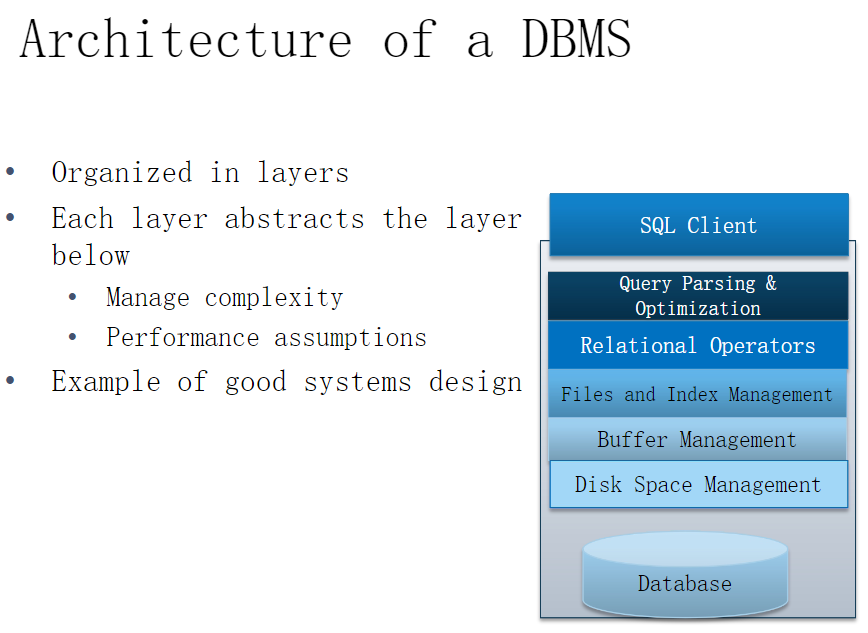 Architecture of a DBMS
• Organized in layers
• Each layer abstracts the layer
below
• Manage complexity
• Performance assumptions
• Example of good systems design
SQL Client
Query Parsing &
Optimization
Relational Operators
Files and Index Management
Buffer Management
Disk Space Management
Database